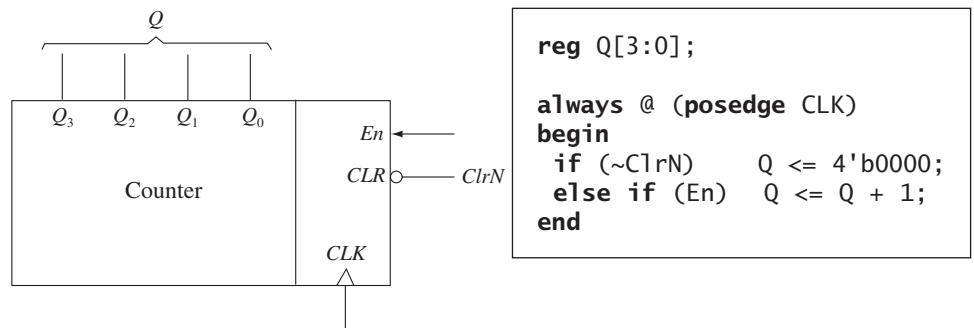 Q
Q3 Q2 Q1 Q0
En
CLR ClrN
Counter
CLK
reg Q[3:0];
always @ (posedge CLK)
begin
if (~ClrN) Q <= 4'b0000;
else if (En) Q <= Q + 1;
end